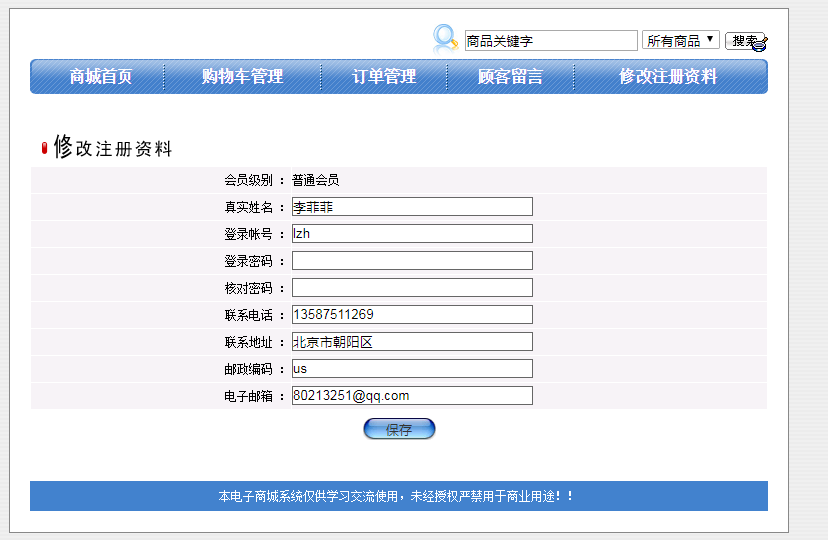 商品关键字 所有商品 搜索
商城首页 购物车管理 订单管理 顾客留言 修改注册资料
修改注册资料
会员级别 : 普通会员
真实姓名 : 李菲菲
登录帐号 : lzh
登录密码 :
核对密码 :
联系电话 : 13587511269
联系地址 : 北京市朝阳区
邮政编码 : us
电子邮箱 : 80213251@qq.com
保存
本电子商城系统仅供学习交流使用，未经授权严禁用于商业用途！！